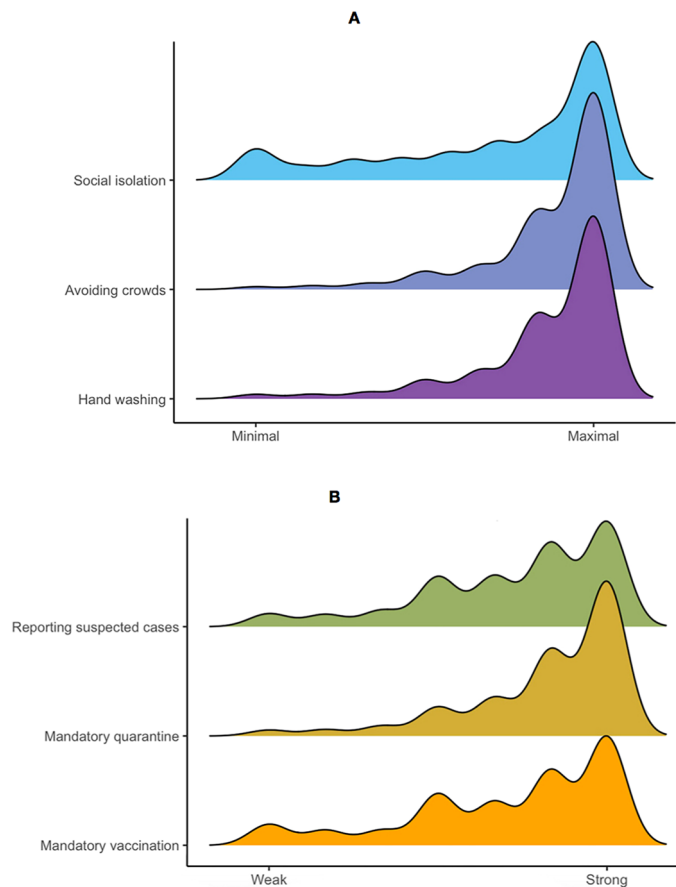 A
Social isolation
Avoiding crowds
Hand washing
Minimal Maximal
B
Reporting suspected cases
Mandatory quarantine
Mandatory vaccination
Weak Strong